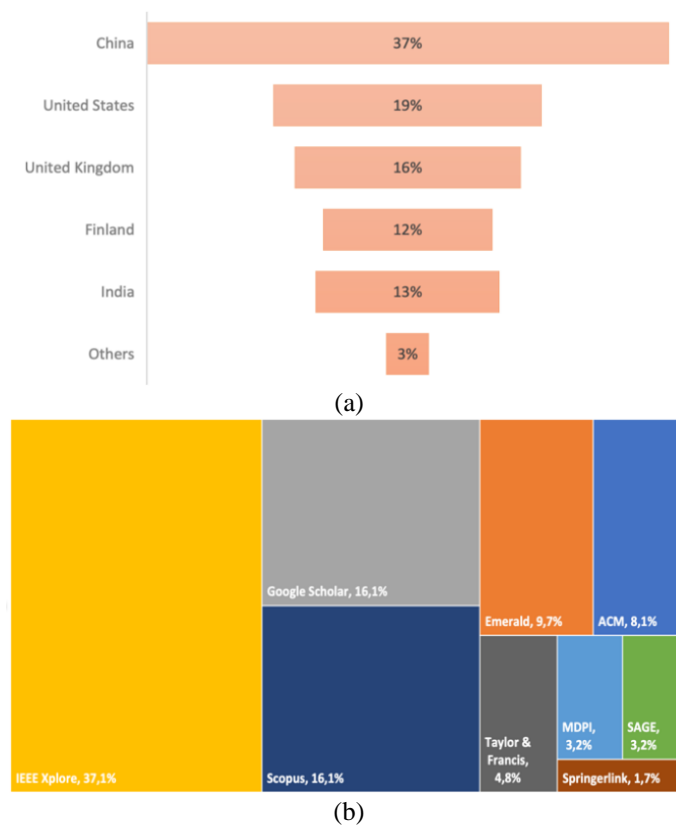 China
37%
United States
19%
United Kingdom
16%
Finland
12%
India
13%
Others
3%
(a)
Google Scholar, 16,1%
Emerald, 9,7%
ACM, 8,1%
IEEE Xplore, 37,1%
Scopus, 16,1%
Taylor &
Francis,
4,8%
MDPI,
3,2%
SAGE,
3,2%
Springerlink, 1,7%
(b)